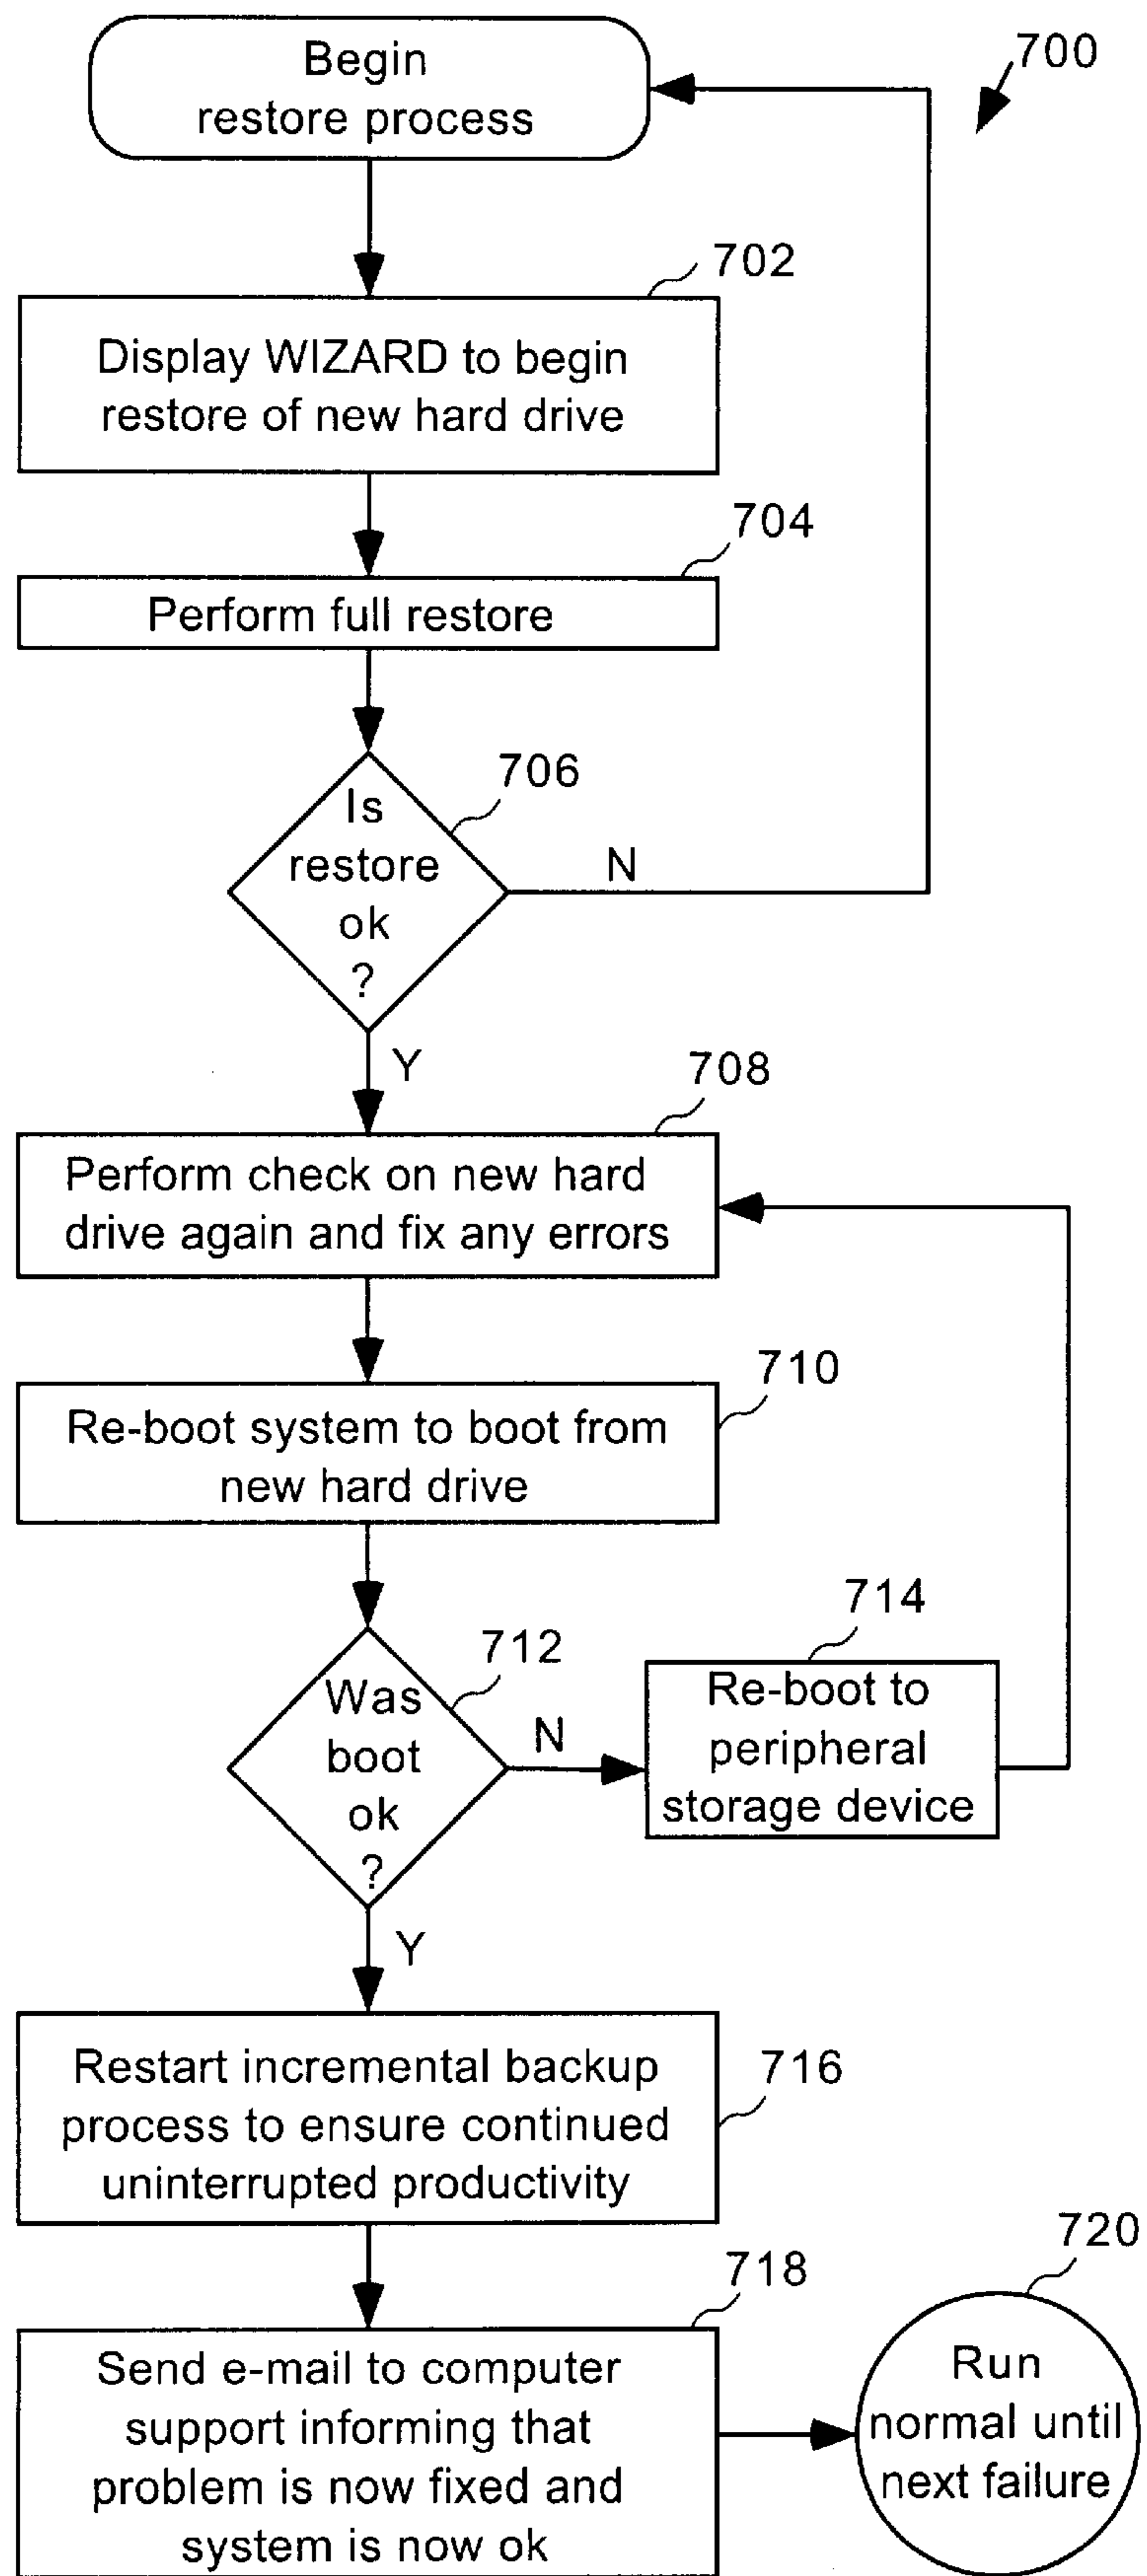 Begin
restore process
700
702
Display WIZARD to begin
restore of new hard drive
704
Perform full restore
706
Is
restore
ok
?
N
Y
708
Perform check on new hard
drive again and fix any errors
710
Re-boot system to boot from
new hard drive
712
Was
boot
ok
?
N
714
Re-boot to
peripheral
storage device
Y
716
Restart incremental backup
process to ensure continued
uninterrupted productivity
718
Send e-mail to computer
support informing that
problem is now fixed and
system is now ok
720
Run
normal until
next failure